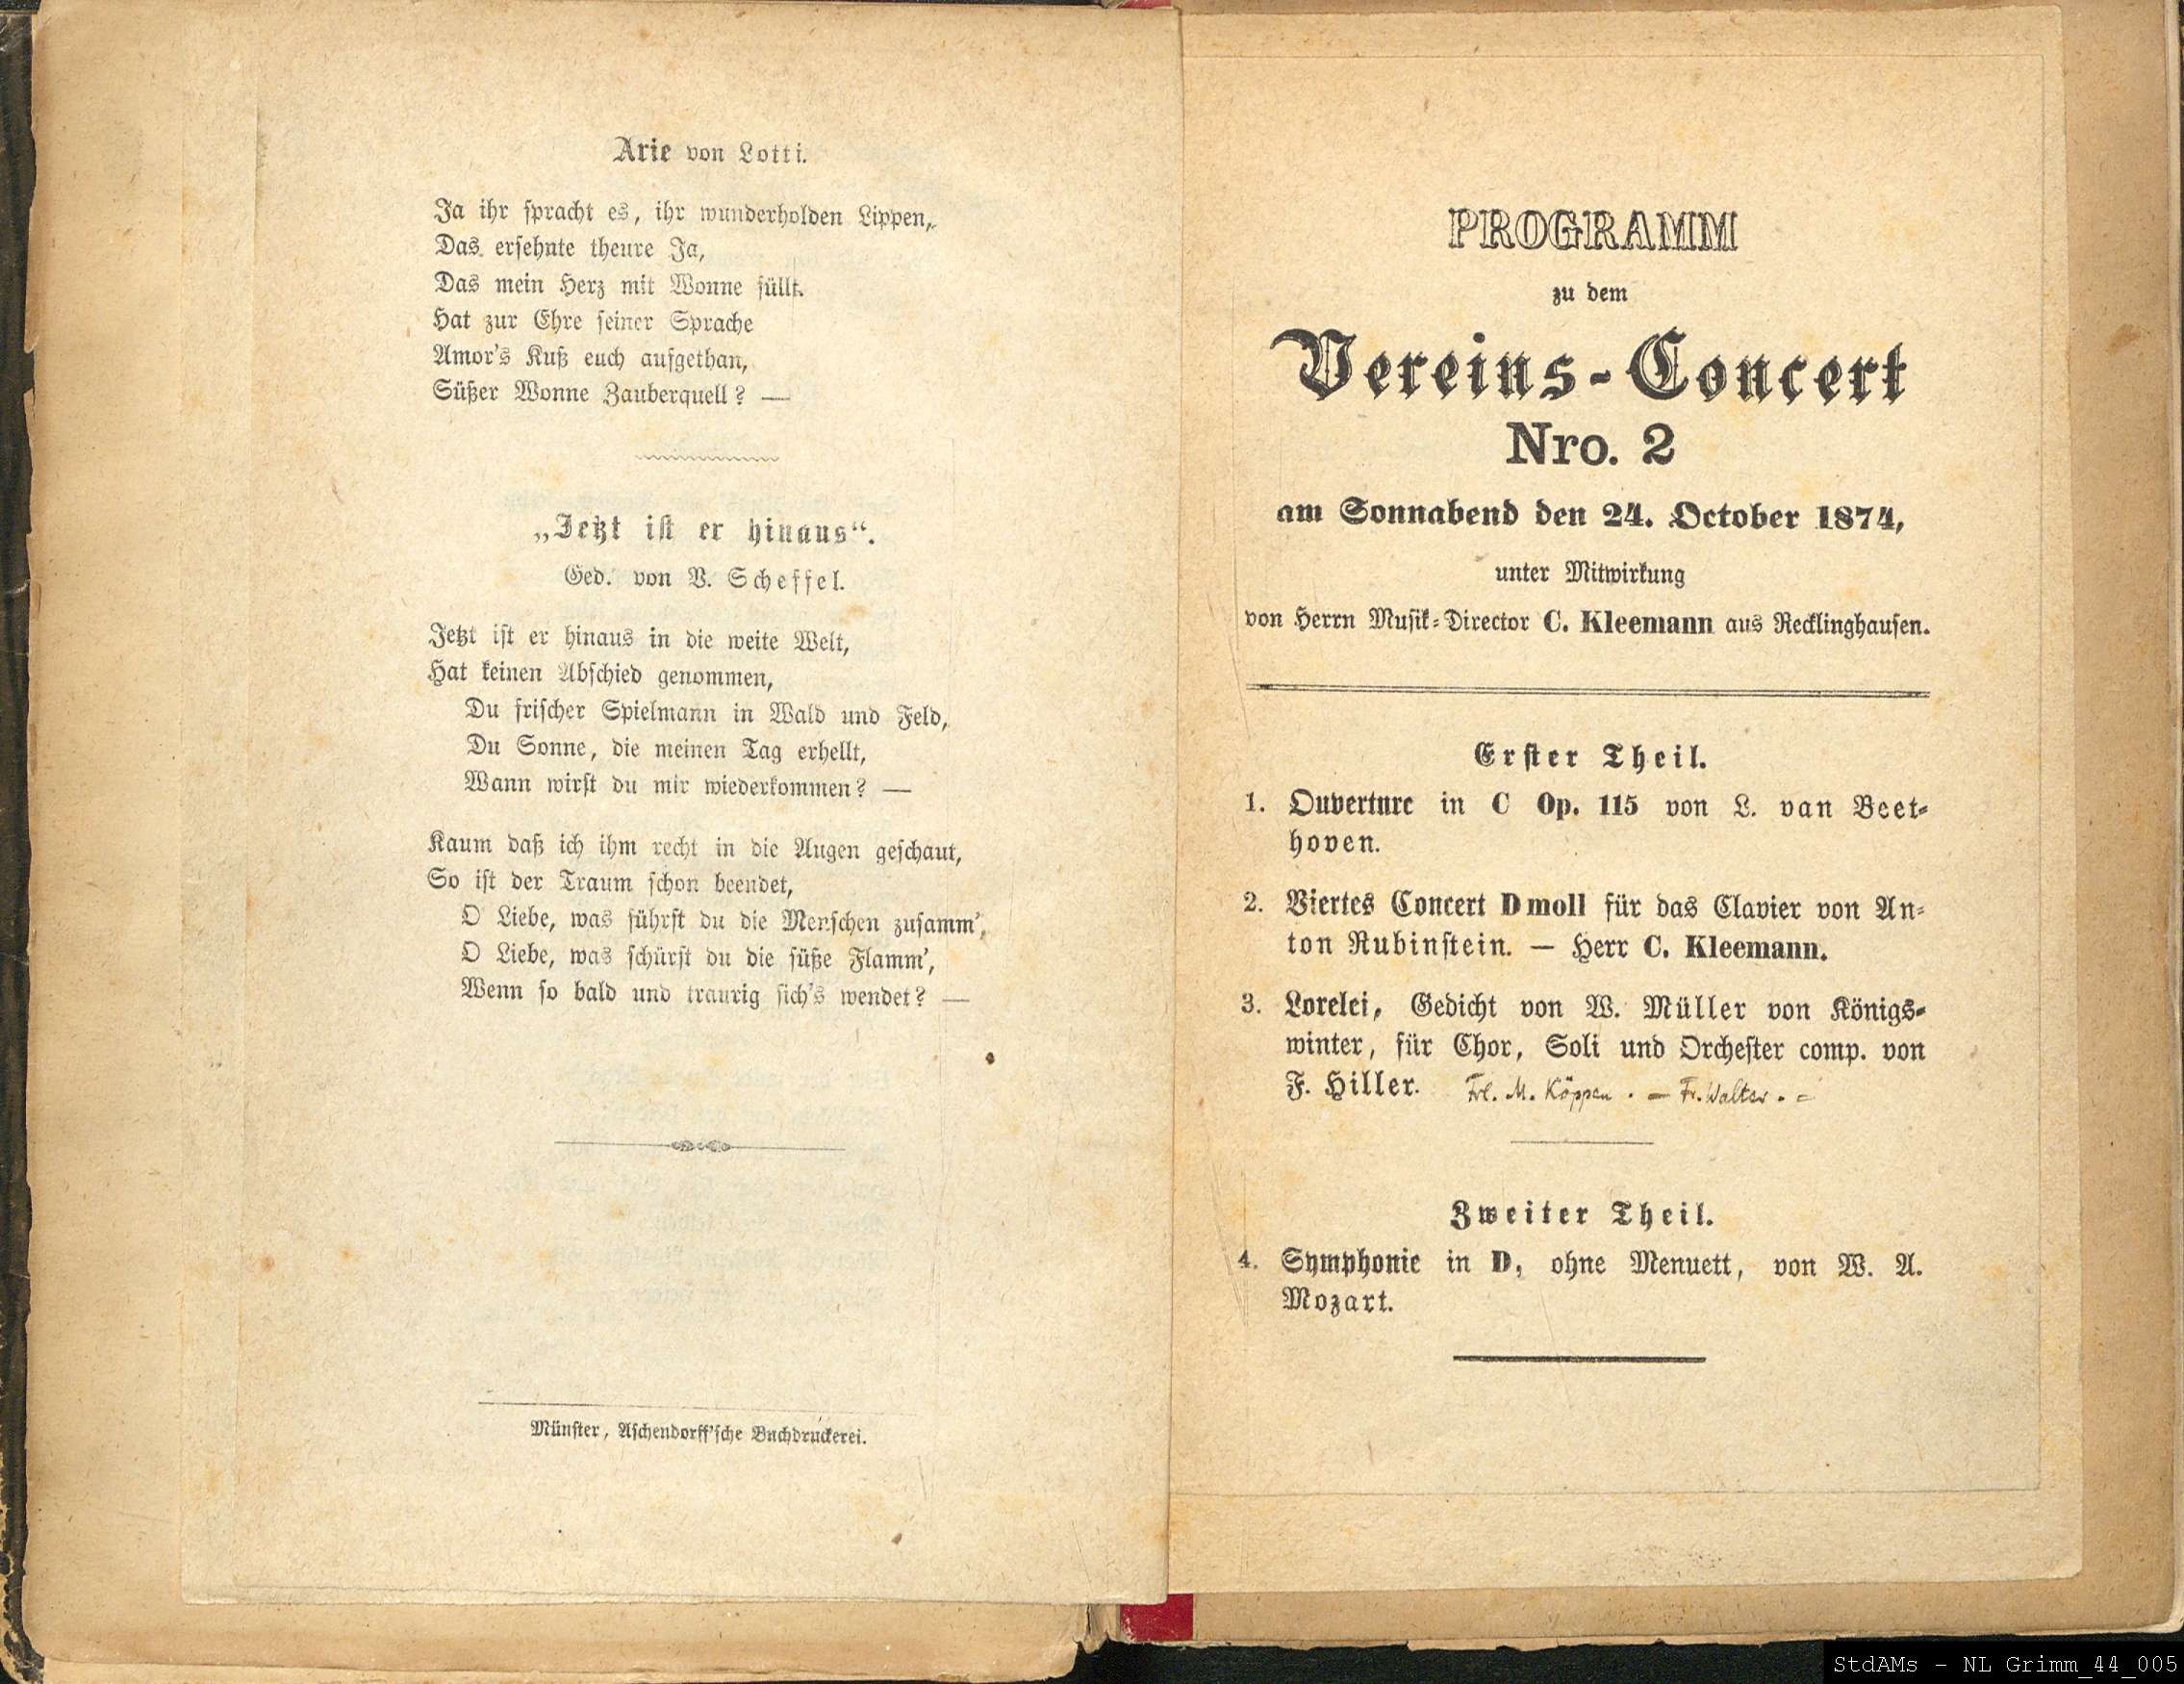 Arie von Lotti.
Ja ihr spracht es, ihr wunderholden Lippen,
Das ersehnte theure Ja,
Das mein Herz mit Wonne füllt.
Hat zur Ehre seiner Sprache
Amor's Kuß euch aufgethan,
Süßer Wonne Zauberquell? —
„Jetzt ist er hinaus“.
Ged. von V. Scheffel.
Jetzt ist er hinaus in die weite Welt,
Hat keinen Abschied genommen,
Du frischer Spielmann in Wald und Feld,
Du Sonne, die meinen Tag erhellt,
Wann wirst du mir wiederkommen? —
Kaum daß ich ihm recht in die Augen geschaut,
So ist der Traum schon beendet,
O Liebe, was führst du die Menschen zusamm',
O Liebe, was schürst du die süße Flamm',
Wenn so bald und traurig sich's wendet? —
Münster, Aschendorff'sche Buchdruckerei.
PROGRAMM
zu dem
Vereins-Concert
Nro. 2
am Sonnabend den 24. October 1874,
unter Mitwirkung
von Herrn Musik-Director C. Kleemann aus Recklinghausen.
Erster Theil.
1. Ouverture in C Op. 115 von L. van Beet-
hoven.
2. Viertes Concert D moll für das Clavier von An-
ton Rubinstein. — Herr C. Kleemann.
3. Lorelei, Gedicht von W. Müller von Königs-
winter, für Chor, Soli und Orchester comp. von
F. Hiller. Frl. M. Köppen. — Fr. Walter. =
Zweiter Theil.
4. Symphonie in D, ohne Menuett, von W. A.
Mozart.
StdAMs - NL Grimm_44_005